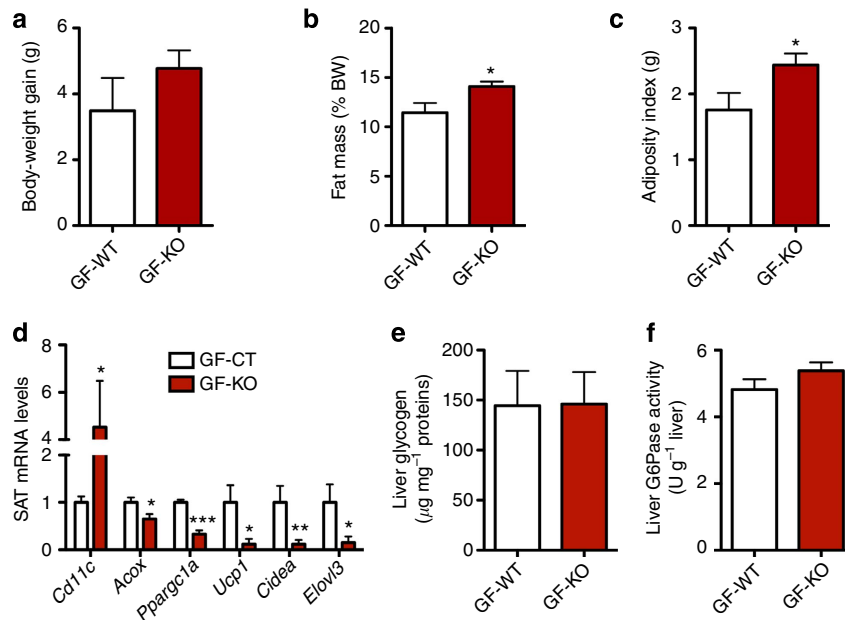 a
Body-weight gain (g)
6
4
2
0
GF-WT
GF-KO
b
Fat mass (% BW)
20
15
10
5
0
*
GF-WT
GF-KO
c
Adiposity index (g)
3
2
1
0
*
GF-WT
GF-KO
d
SAT mRNA levels
8
6
4
2
1
0
GF-CT
GF-KO
*
*
***
*
**
*
Cd11c
Acox
Ppargc1a
Ucp1
Cidea
Elovl3
e
Liver glycogen
(μg mg⁻¹ proteins)
200
150
100
50
0
GF-WT
GF-KO
f
Liver G6Pase activity
(U g⁻¹ liver)
6
4
2
0
GF-WT
GF-KO